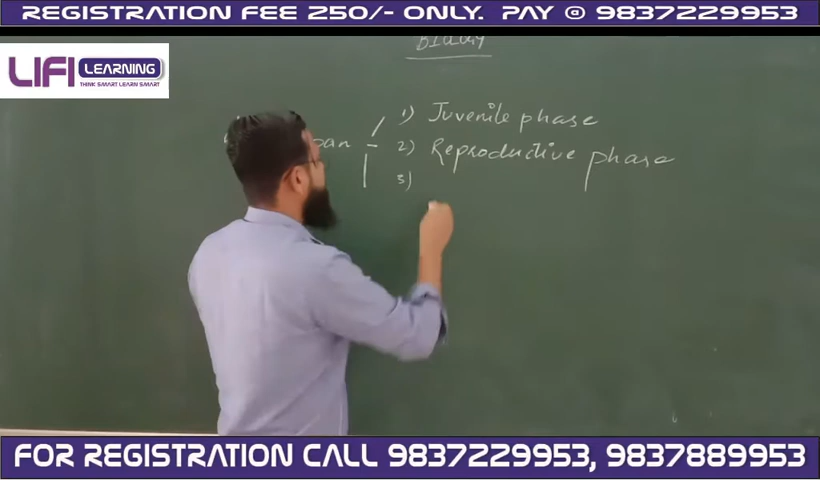 REGISTRATION FEE 250/- ONLY. PAY @ 9837229953
LIFI LEARNING
THINK SMART LEARN SMART
Biology
1) Juvenile phase
2) Reproductive phase
3)
FOR REGISTRATION CALL 9837229953, 9837889953